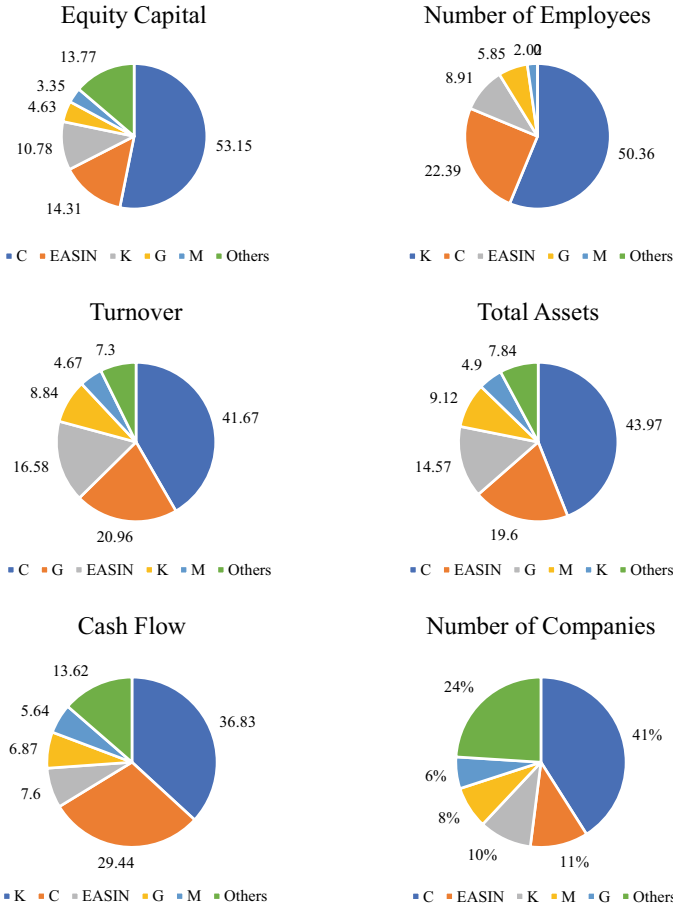 Equity Capital
13.77
3.35
4.63
10.78
14.31
53.15
C EASIN K G M Others
Number of Employees
2.02
5.85
8.91
22.39
50.36
K C EASIN G M Others
Turnover
7.3
4.67
8.84
16.58
20.96
41.67
C G EASIN K M Others
Total Assets
7.84
4.9
9.12
14.57
19.6
43.97
C EASIN G M K Others
Cash Flow
13.62
5.64
6.87
7.6
29.44
36.83
K C EASIN G M Others
Number of Companies
24%
6%
8%
10%
11%
41%
C EASIN K M G Others